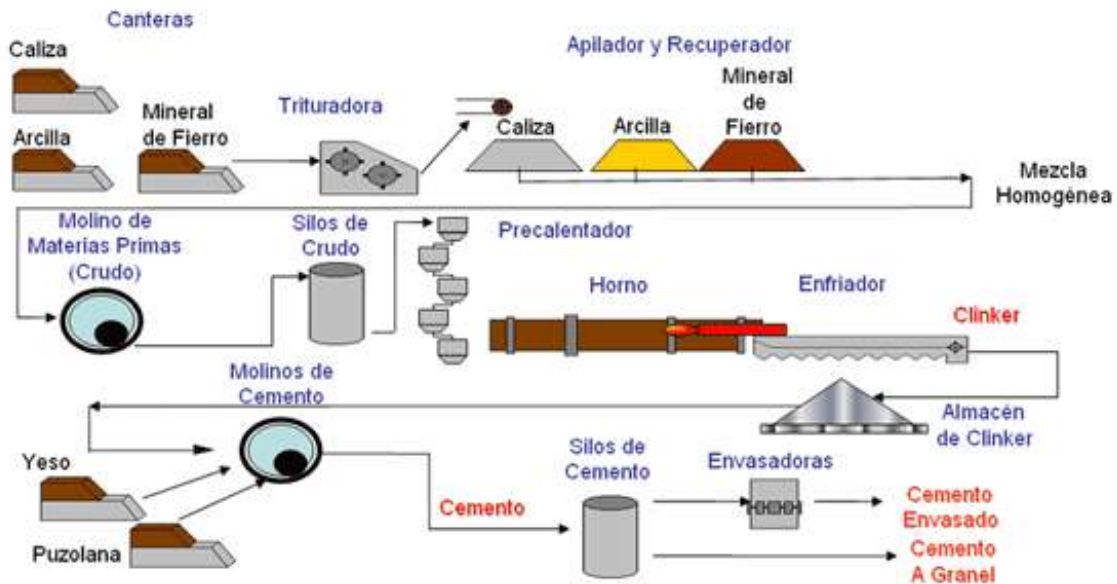 Canteras
Caliza
Apilador y Recuperador
Mineral
de
Fierro
Trituradora
Mineral
de Fierro
Arcilla
Caliza
Arcilla
Mezcla
Homogénea
Molino de
Materias Primas
(Crudo)
Silos de
Crudo
Precalentador
Horno
Enfriador
Clinker
Molinos de
Cemento
Almacén
de Clinker
Yeso
Puzolana
Cemento
Silos de
Cemento
Envasadoras
Cemento
Envasado
Cemento
A Granel